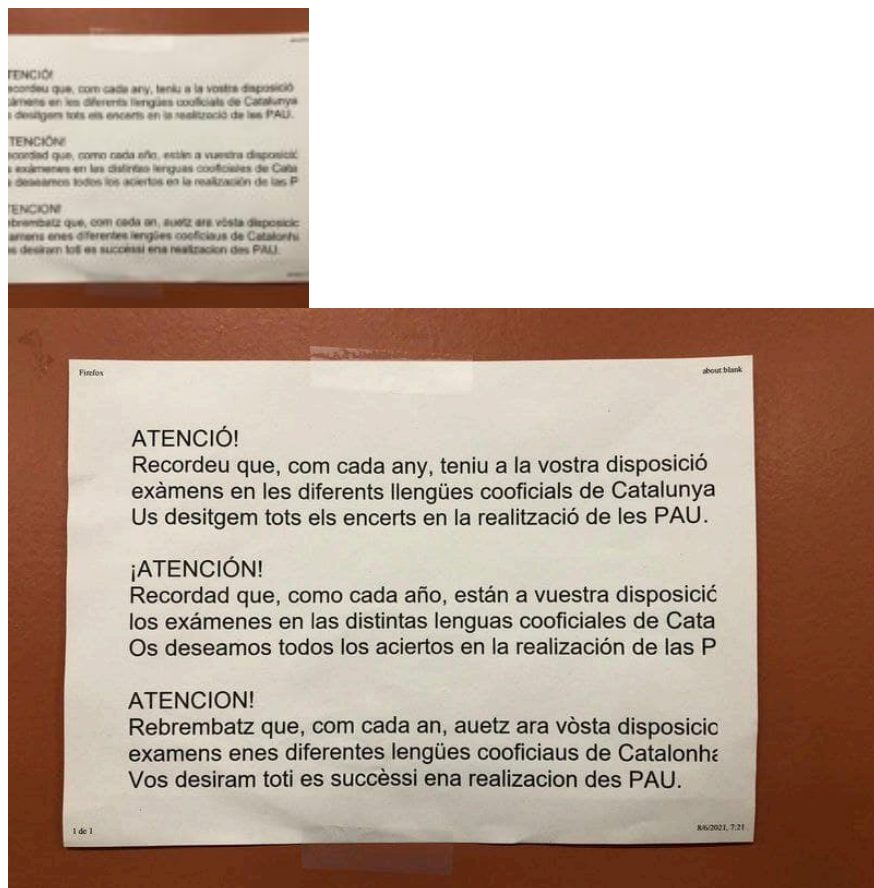 Firefox about:blank
ATENCIÓ!
Recordeu que, com cada any, teniu a la vostra disposició
exàmens en les diferents llengües cooficials de Catalunya
Us desitgem tots els encerts en la realització de les PAU.
¡ATENCIÓN!
Recordad que, como cada año, están a vuestra disposició
los exámenes en las distintas lenguas cooficiales de Cata
Os deseamos todos los aciertos en la realización de las P
ATENCION!
Rebrembatz que, com cada an, auetz ara vòsta disposicio
examens enes diferentes lengües cooficiaus de Catalonha
Vos desiram toti es succèssi ena realizacion des PAU.
1 de 1 8/6/2021, 7:21